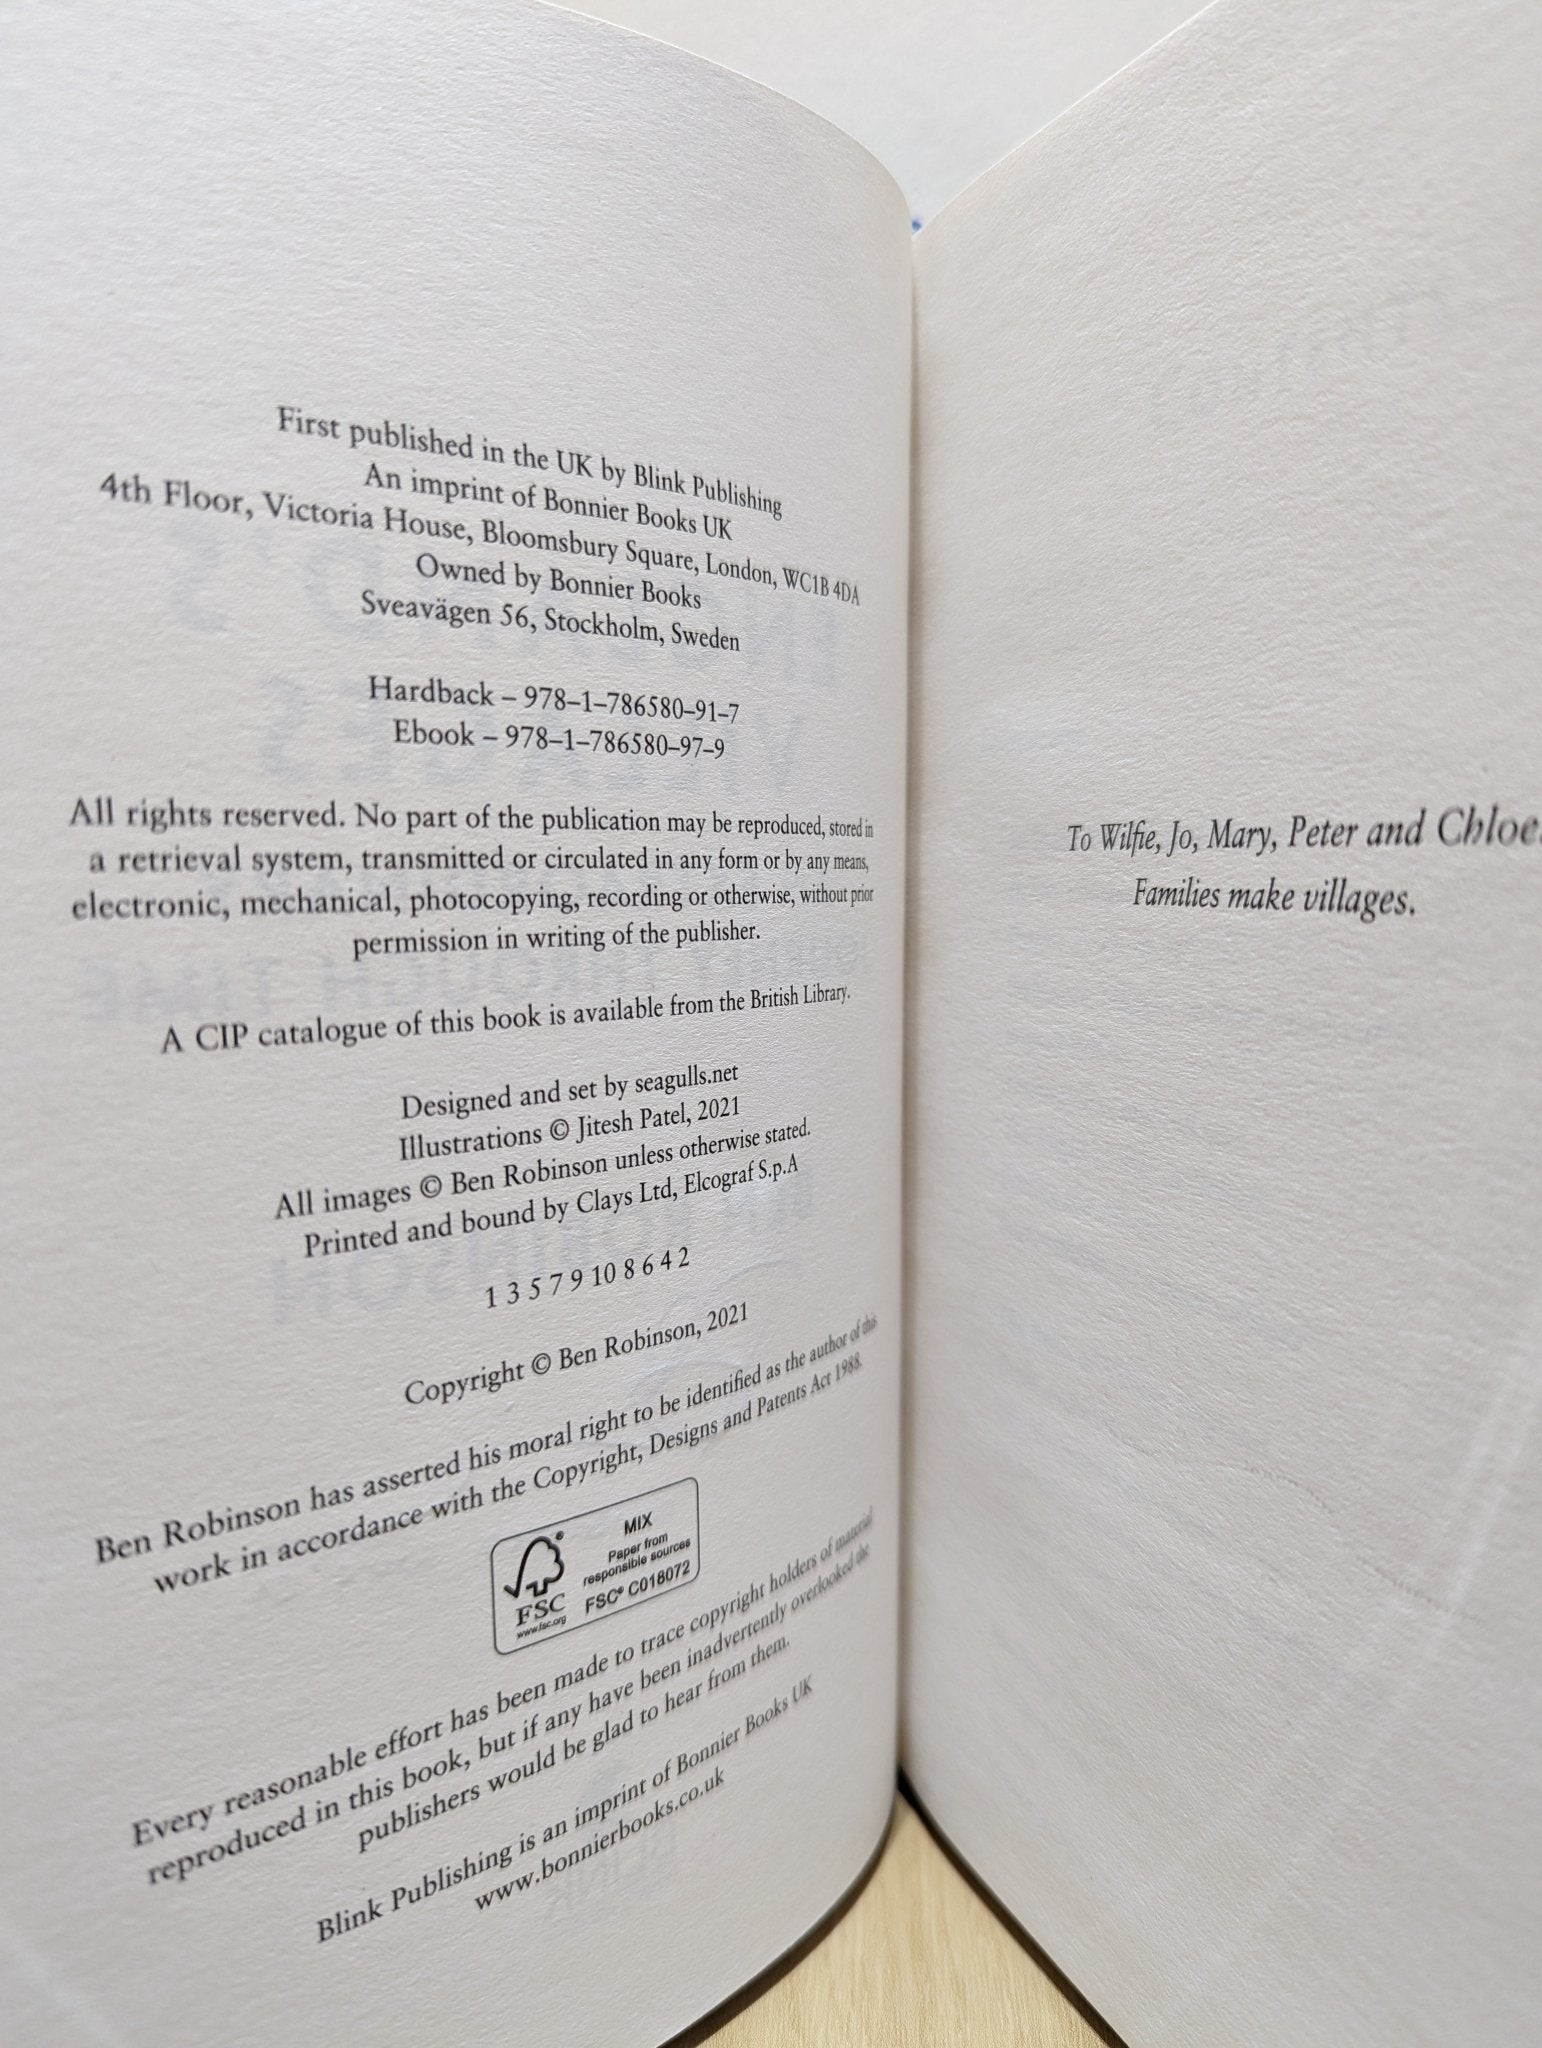 First published in the UK by Blink Publishing
An imprint of Bonnier Books UK
4th Floor, Victoria House, Bloomsbury Square, London, WC1B 4DA
Owned by Bonnier Books
Sveavägen 56, Stockholm, Sweden
Hardback – 978–1–786580–91–7
Ebook – 978–1–786580–97–9
All rights reserved. No part of the publication may be reproduced, stored in
a retrieval system, transmitted or circulated in any form or by any means,
electronic, mechanical, photocopying, recording or otherwise, without prior
permission in writing of the publisher.
A CIP catalogue of this book is available from the British Library.
Designed and set by seagulls.net
Illustrations © Jitesh Patel, 2021
All images © Ben Robinson unless otherwise stated.
Printed and bound by Clays Ltd, Elcograf S.p.A
1 3 5 7 9 10 8 6 4 2
Copyright © Ben Robinson, 2021
Ben Robinson has asserted his moral right to be identified as the author of this
work in accordance with the Copyright, Designs and Patents Act 1988.
MIX
Paper from
responsible sources
FSC® C018072
®
FSC
www.fsc.org
Every reasonable effort has been made to trace copyright holders of material
reproduced in this book, but if any have been inadvertently overlooked the
publishers would be glad to hear from them.
Blink Publishing is an imprint of Bonnier Books UK
www.bonnierbooks.co.uk
To Wilfie, Jo, Mary, Peter and Chloe.
Families make villages.